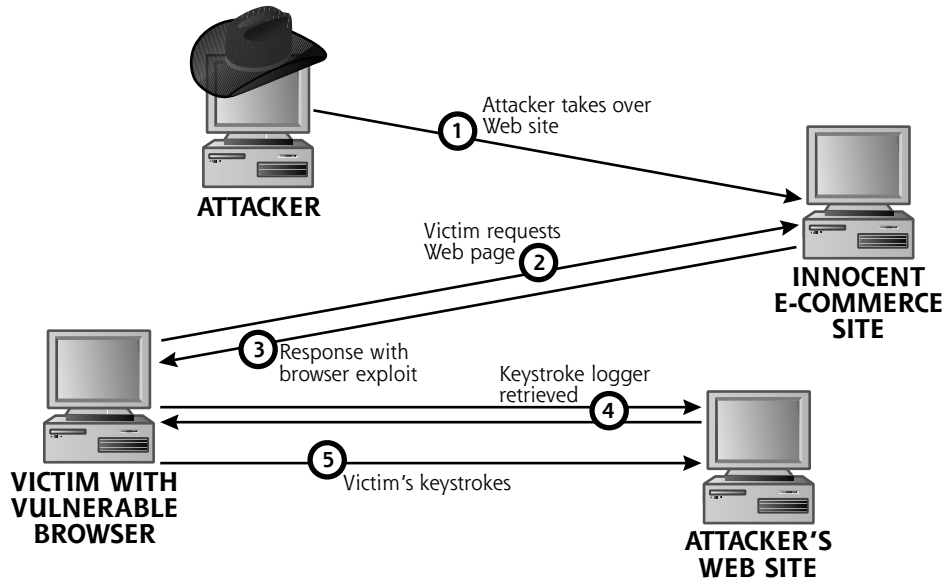 Attacker takes over
Web site
1
ATTACKER
Victim requests
Web page
2
INNOCENT
E-COMMERCE
SITE
3
Response with
browser exploit
Keystroke logger
retrieved
4
5
Victim's keystrokes
VICTIM WITH
VULNERABLE
BROWSER
ATTACKER'S
WEB SITE